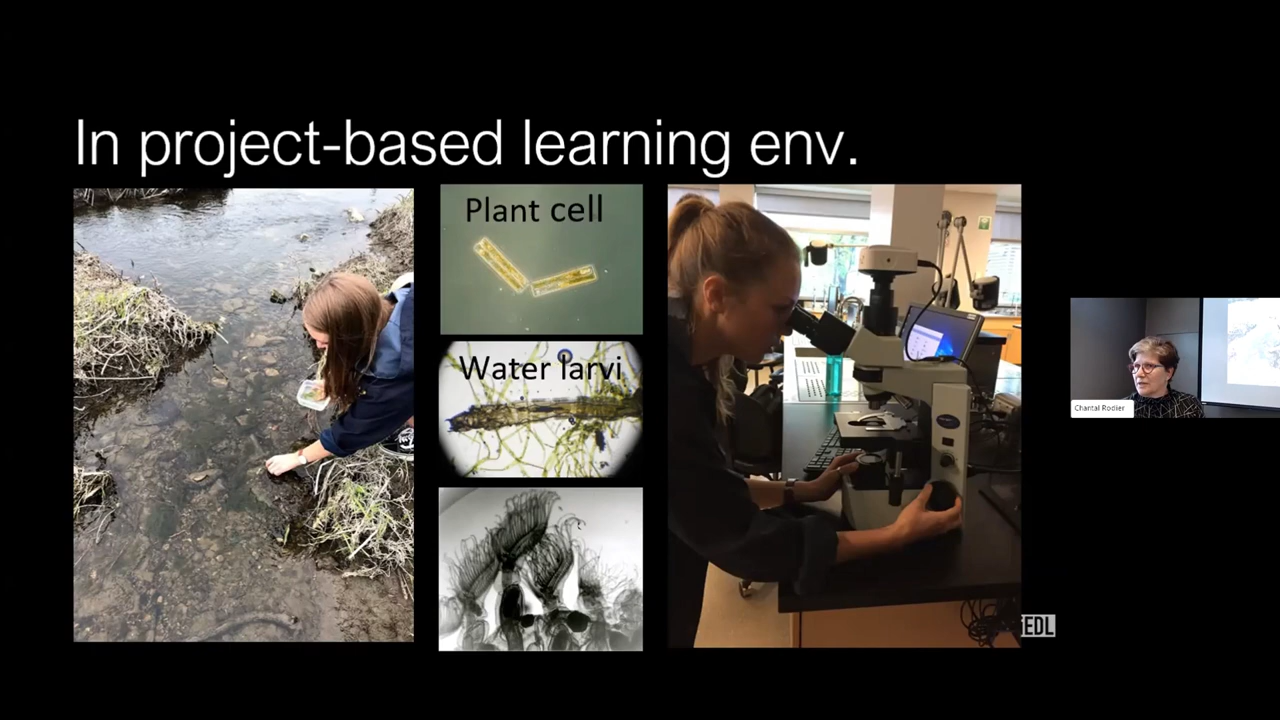 In project-based learning env.
Plant cell
Water larvi
EDL
Chantal Rodier